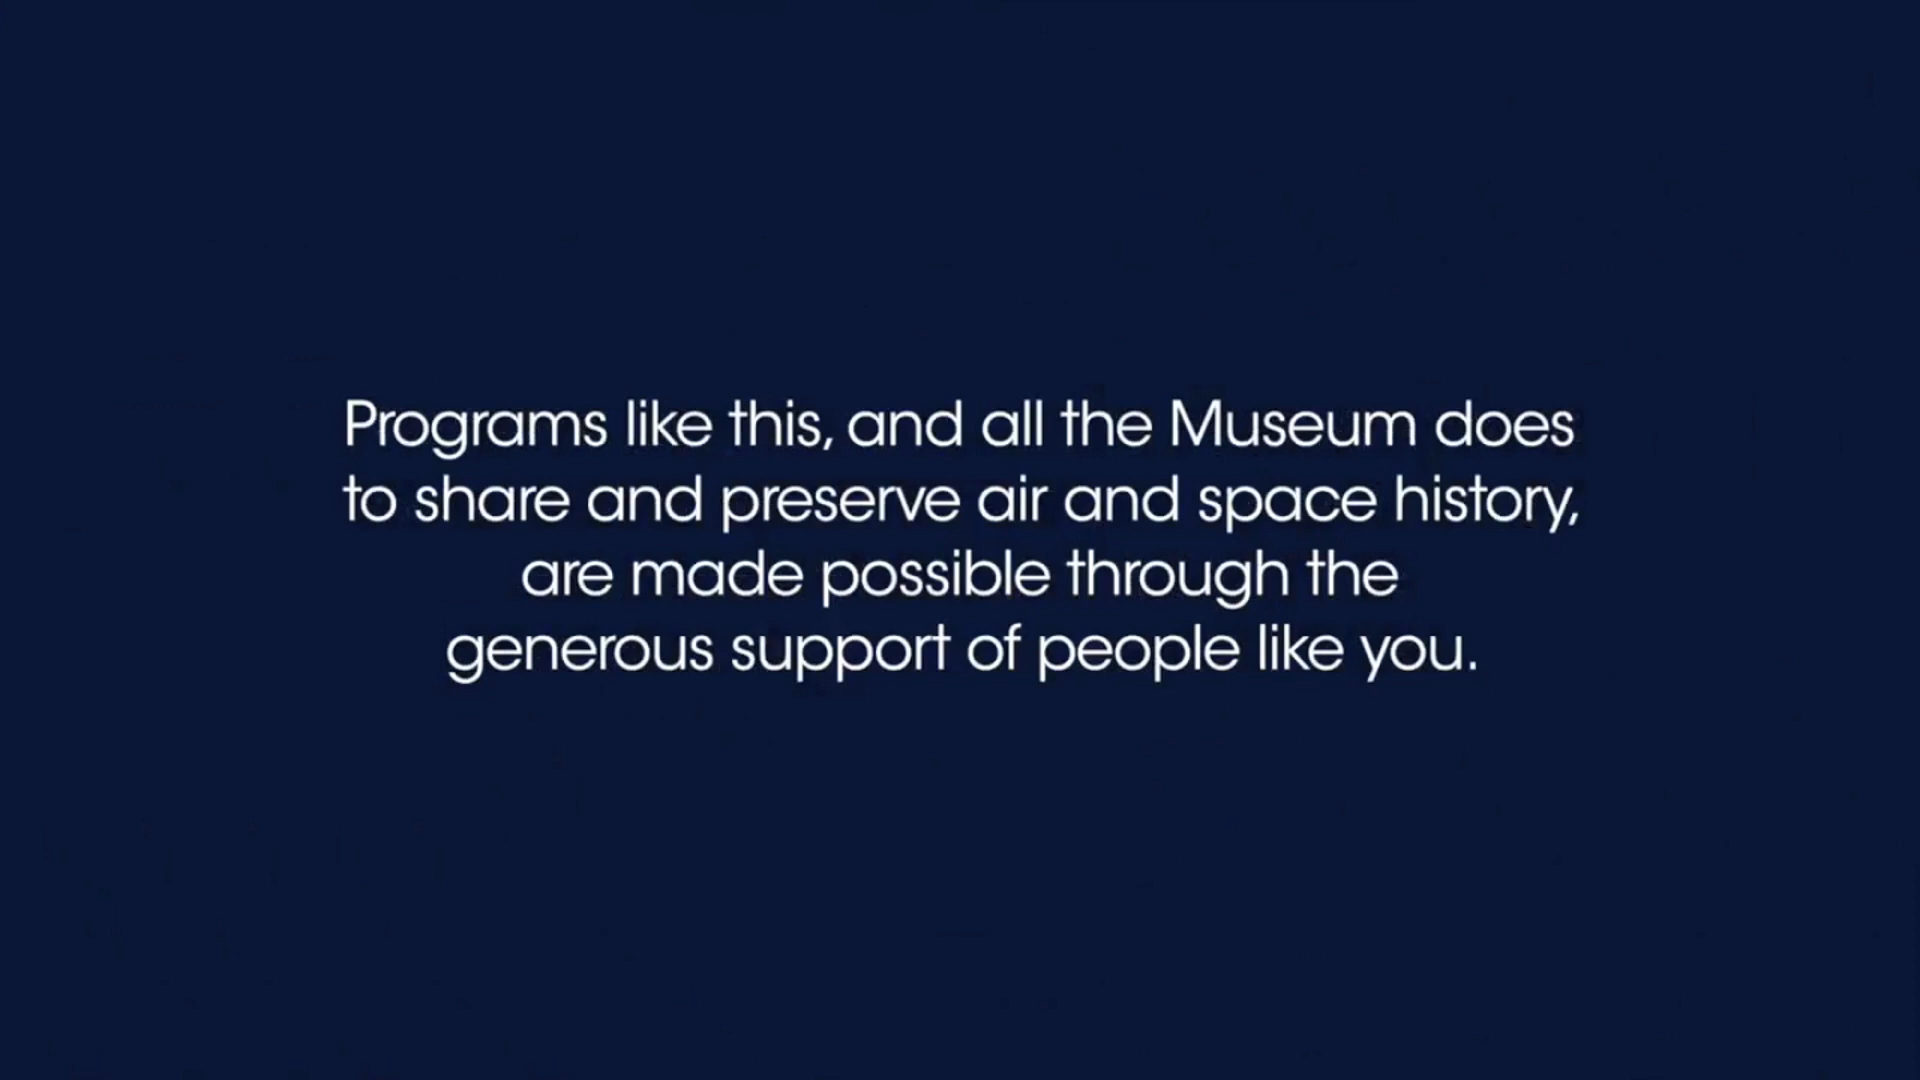 Programs like this, and all the Museum does
to share and preserve air and space history,
are made possible through the
generous support of people like you.